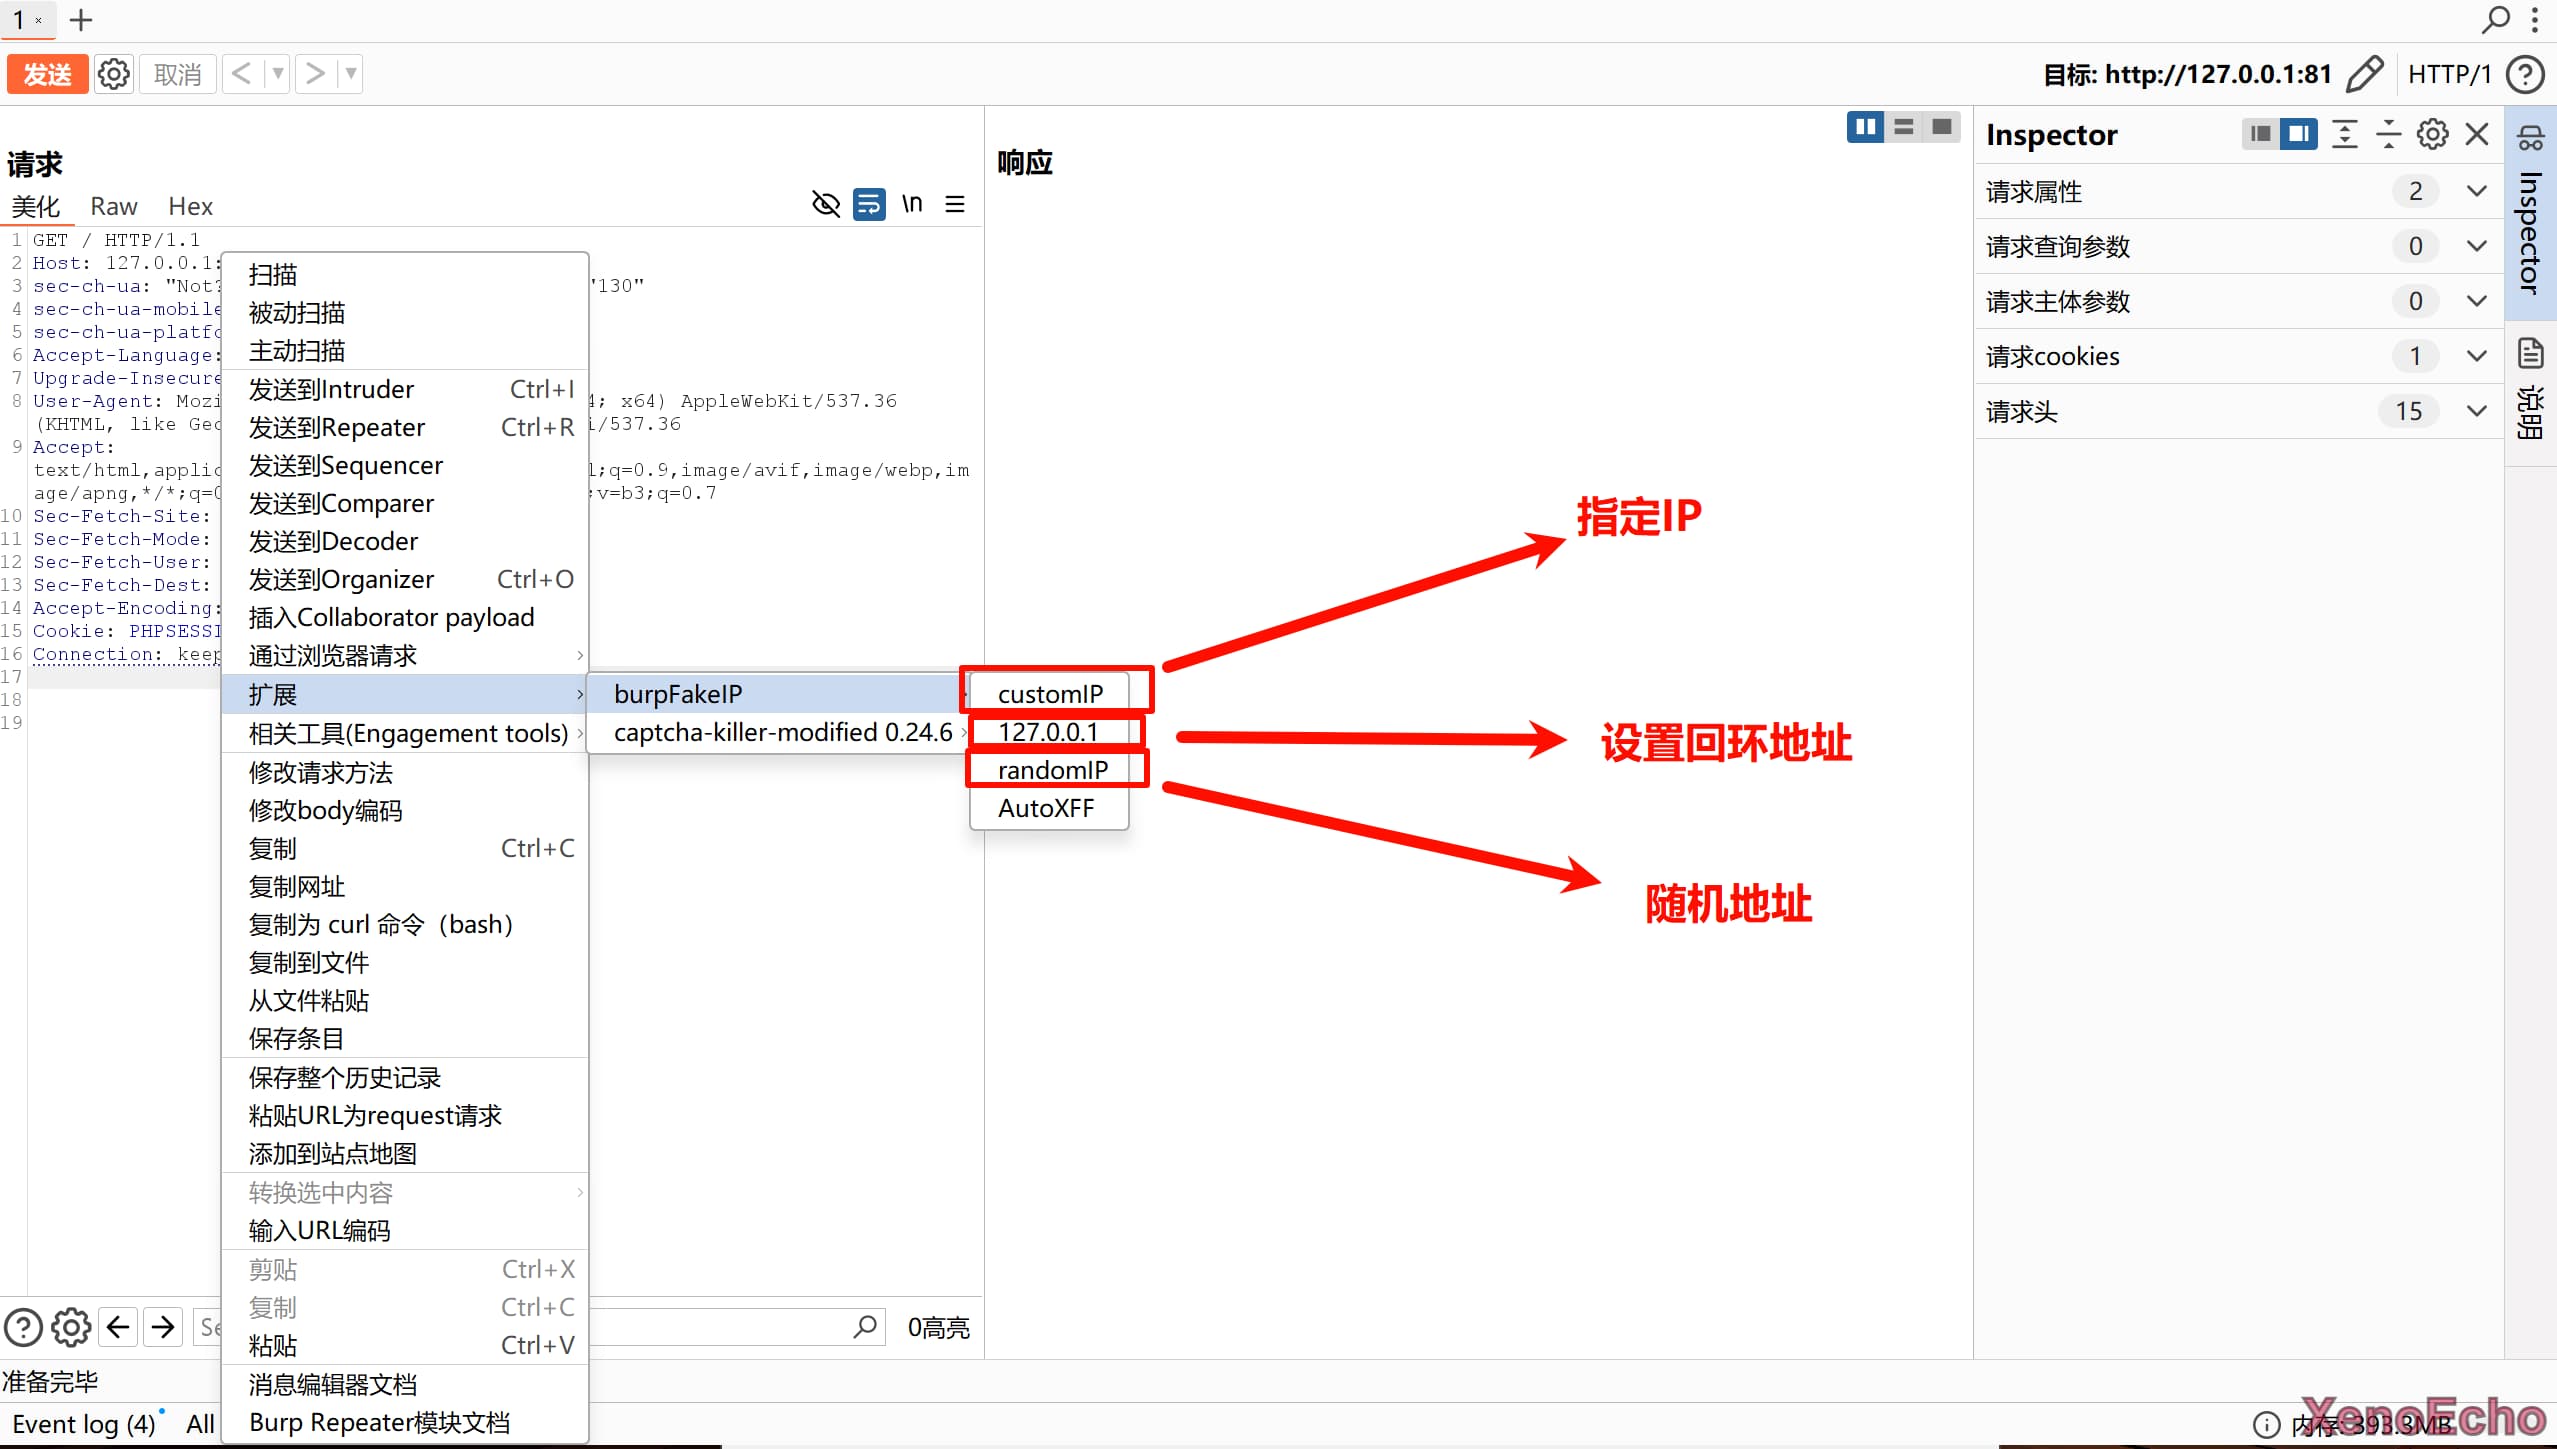 1 ×
发送
取消
目标: http://127.0.0.1:81
HTTP/1
请求
美化 Raw Hex
\n
1 GET / HTTP/1.1
2 Host: 127.0.0.1:
3 sec-ch-ua: "Not? "130"
4 sec-ch-ua-mobile
5 sec-ch-ua-platfo
6 Accept-Language:
7 Upgrade-Insecure
8 User-Agent: Mozi 4; x64) AppleWebKit/537.36
(KHTML, like Gec i/537.36
9 Accept:
text/html,applic l;q=0.9,image/avif,image/webp,im
age/apng,*/*;q=0 ;v=b3;q=0.7
10 Sec-Fetch-Site:
11 Sec-Fetch-Mode:
12 Sec-Fetch-User:
13 Sec-Fetch-Dest:
14 Accept-Encoding:
15 Cookie: PHPSESSI
16 Connection: keep
17
18
19
扫描
被动扫描
主动扫描
发送到Intruder Ctrl+I
发送到Repeater Ctrl+R
发送到Sequencer
发送到Comparer
发送到Decoder
发送到Organizer Ctrl+O
插入Collaborator payload
通过浏览器请求
扩展
相关工具(Engagement tools)
修改请求方法
修改body编码
复制 Ctrl+C
复制网址
复制为 curl 命令（bash）
复制到文件
从文件粘贴
保存条目
保存整个历史记录
粘贴URL为request请求
添加到站点地图
转换选中内容
输入URL编码
剪贴 Ctrl+X
复制 Ctrl+C
粘贴 Ctrl+V
消息编辑器文档
Burp Repeater模块文档
burpFakeIP
captcha-killer-modified 0.24.6
customIP
127.0.0.1
randomIP
AutoXFF
响应
指定IP
设置回环地址
随机地址
Inspector
请求属性 2
请求查询参数 0
请求主体参数 0
请求cookies 1
请求头 15
Inspector
说明
Se
0高亮
准备完毕
Event log (4) All
内存: 393.3MB
XenoEcho